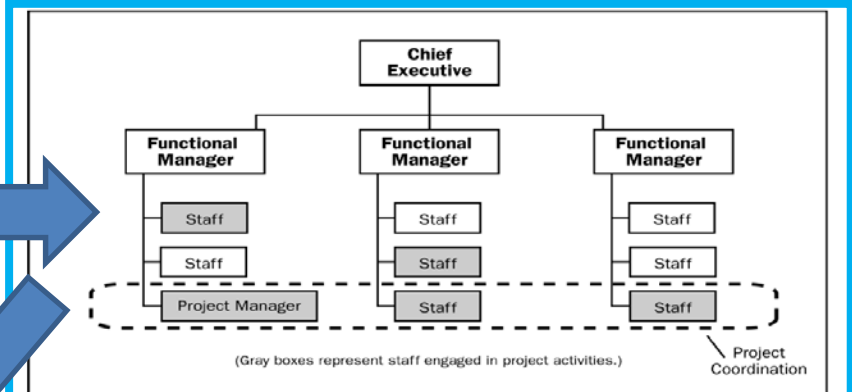 Chief
Executive
Functional
Manager
Functional
Manager
Functional
Manager
Staff
Staff
Staff
Staff
Staff
Staff
Project Manager
Staff
Staff
(Gray boxes represent staff engaged in project activities.)
Project
Coordination